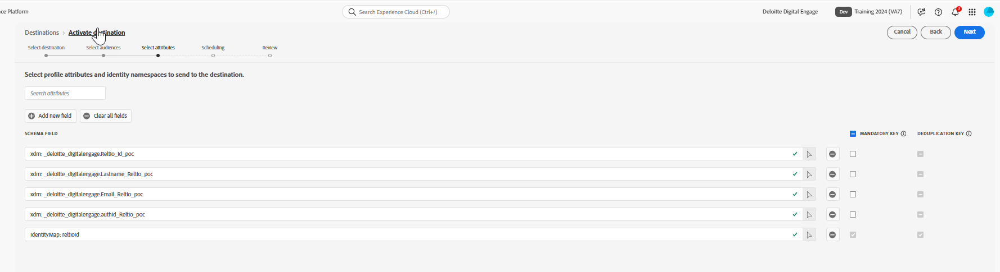 ce Platform
Search Experience Cloud (Ctrl+/)
Deloitte Digital Engage
Dev
Training 2024 (VA7)
3
Destinations > Activate destination
Cancel
Back
Next
Select destination
Select audiences
Select attributes
Scheduling
Review
Select profile attributes and identity namespaces to send to the destination.
Search attributes
Add new field
Clear all fields
SCHEMA FIELD
MANDATORY KEY
DEDUPLICATION KEY
xdm: _deloitte_digitalengage.Reltio_id_poc
xdm: _deloitte_digitalengage.Lastname_Reltio_poc
xdm: _deloitte_digitalengage.Email_Reltio_poc
xdm: _deloitte_digitalengage.authid_Reltio_poc
IdentityMap: reltioid